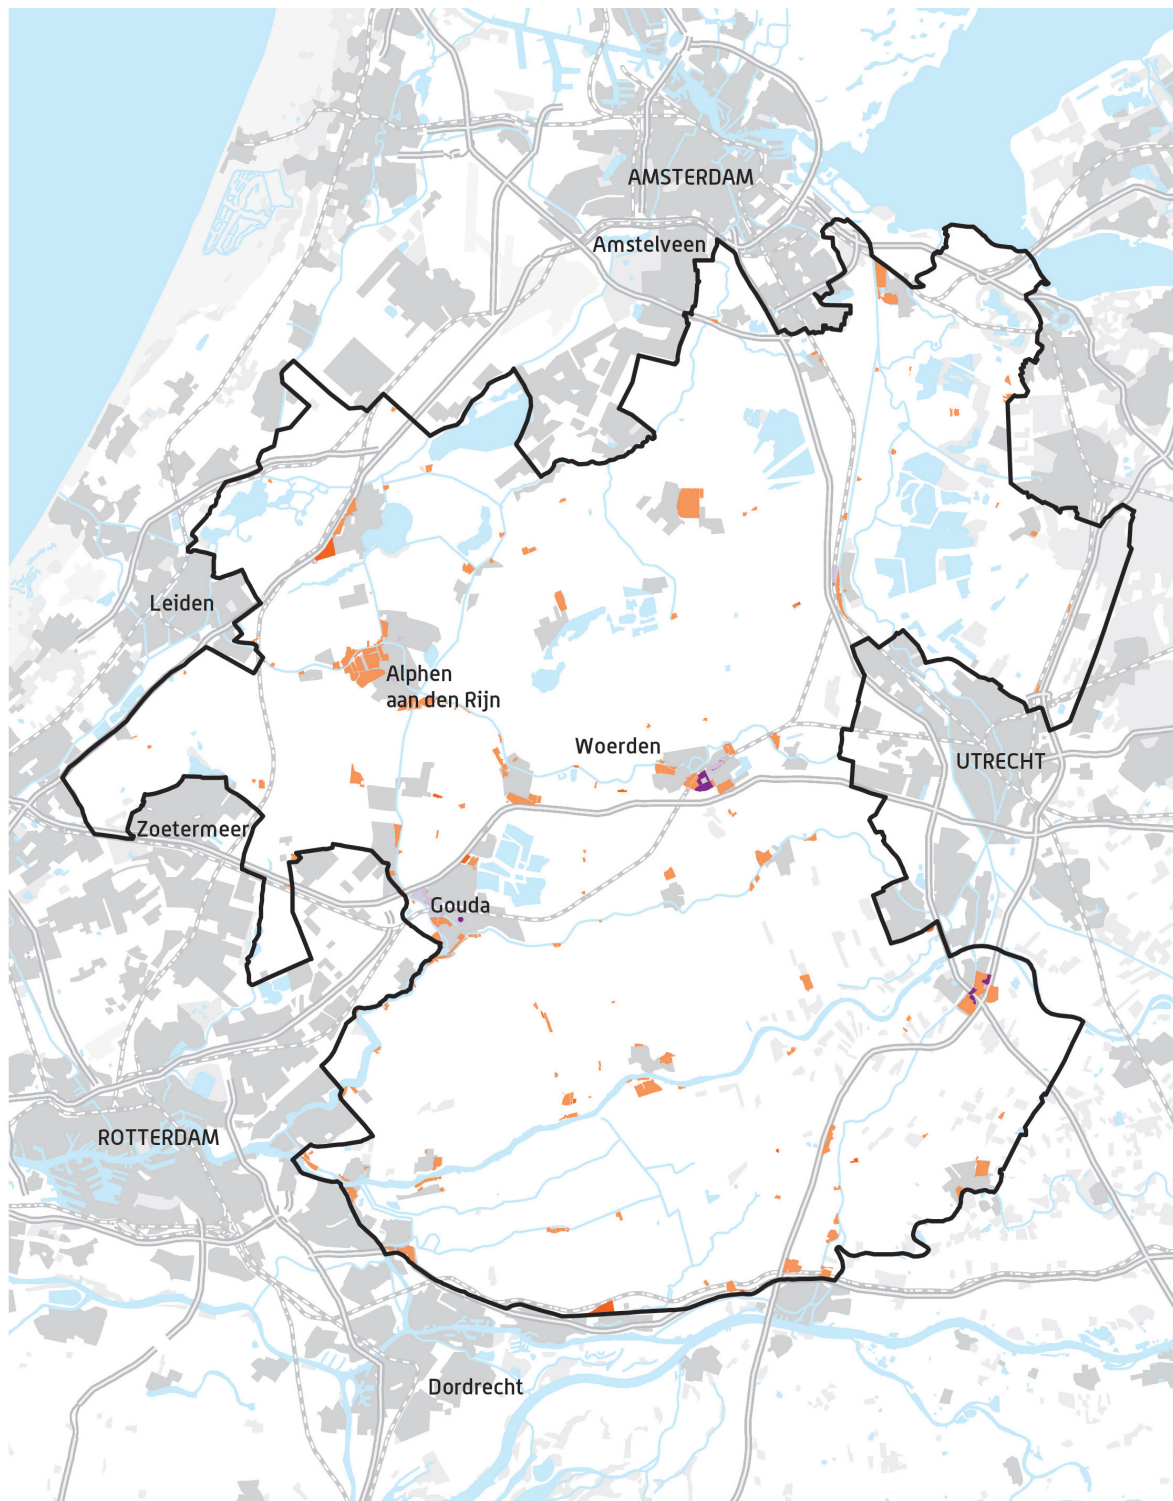 AMSTERDAM
Amstelveen
Leiden
Alphen
aan den Rijn
Woerden
UTRECHT
Zoetermeer
Gouda
ROTTERDAM
Dordrecht